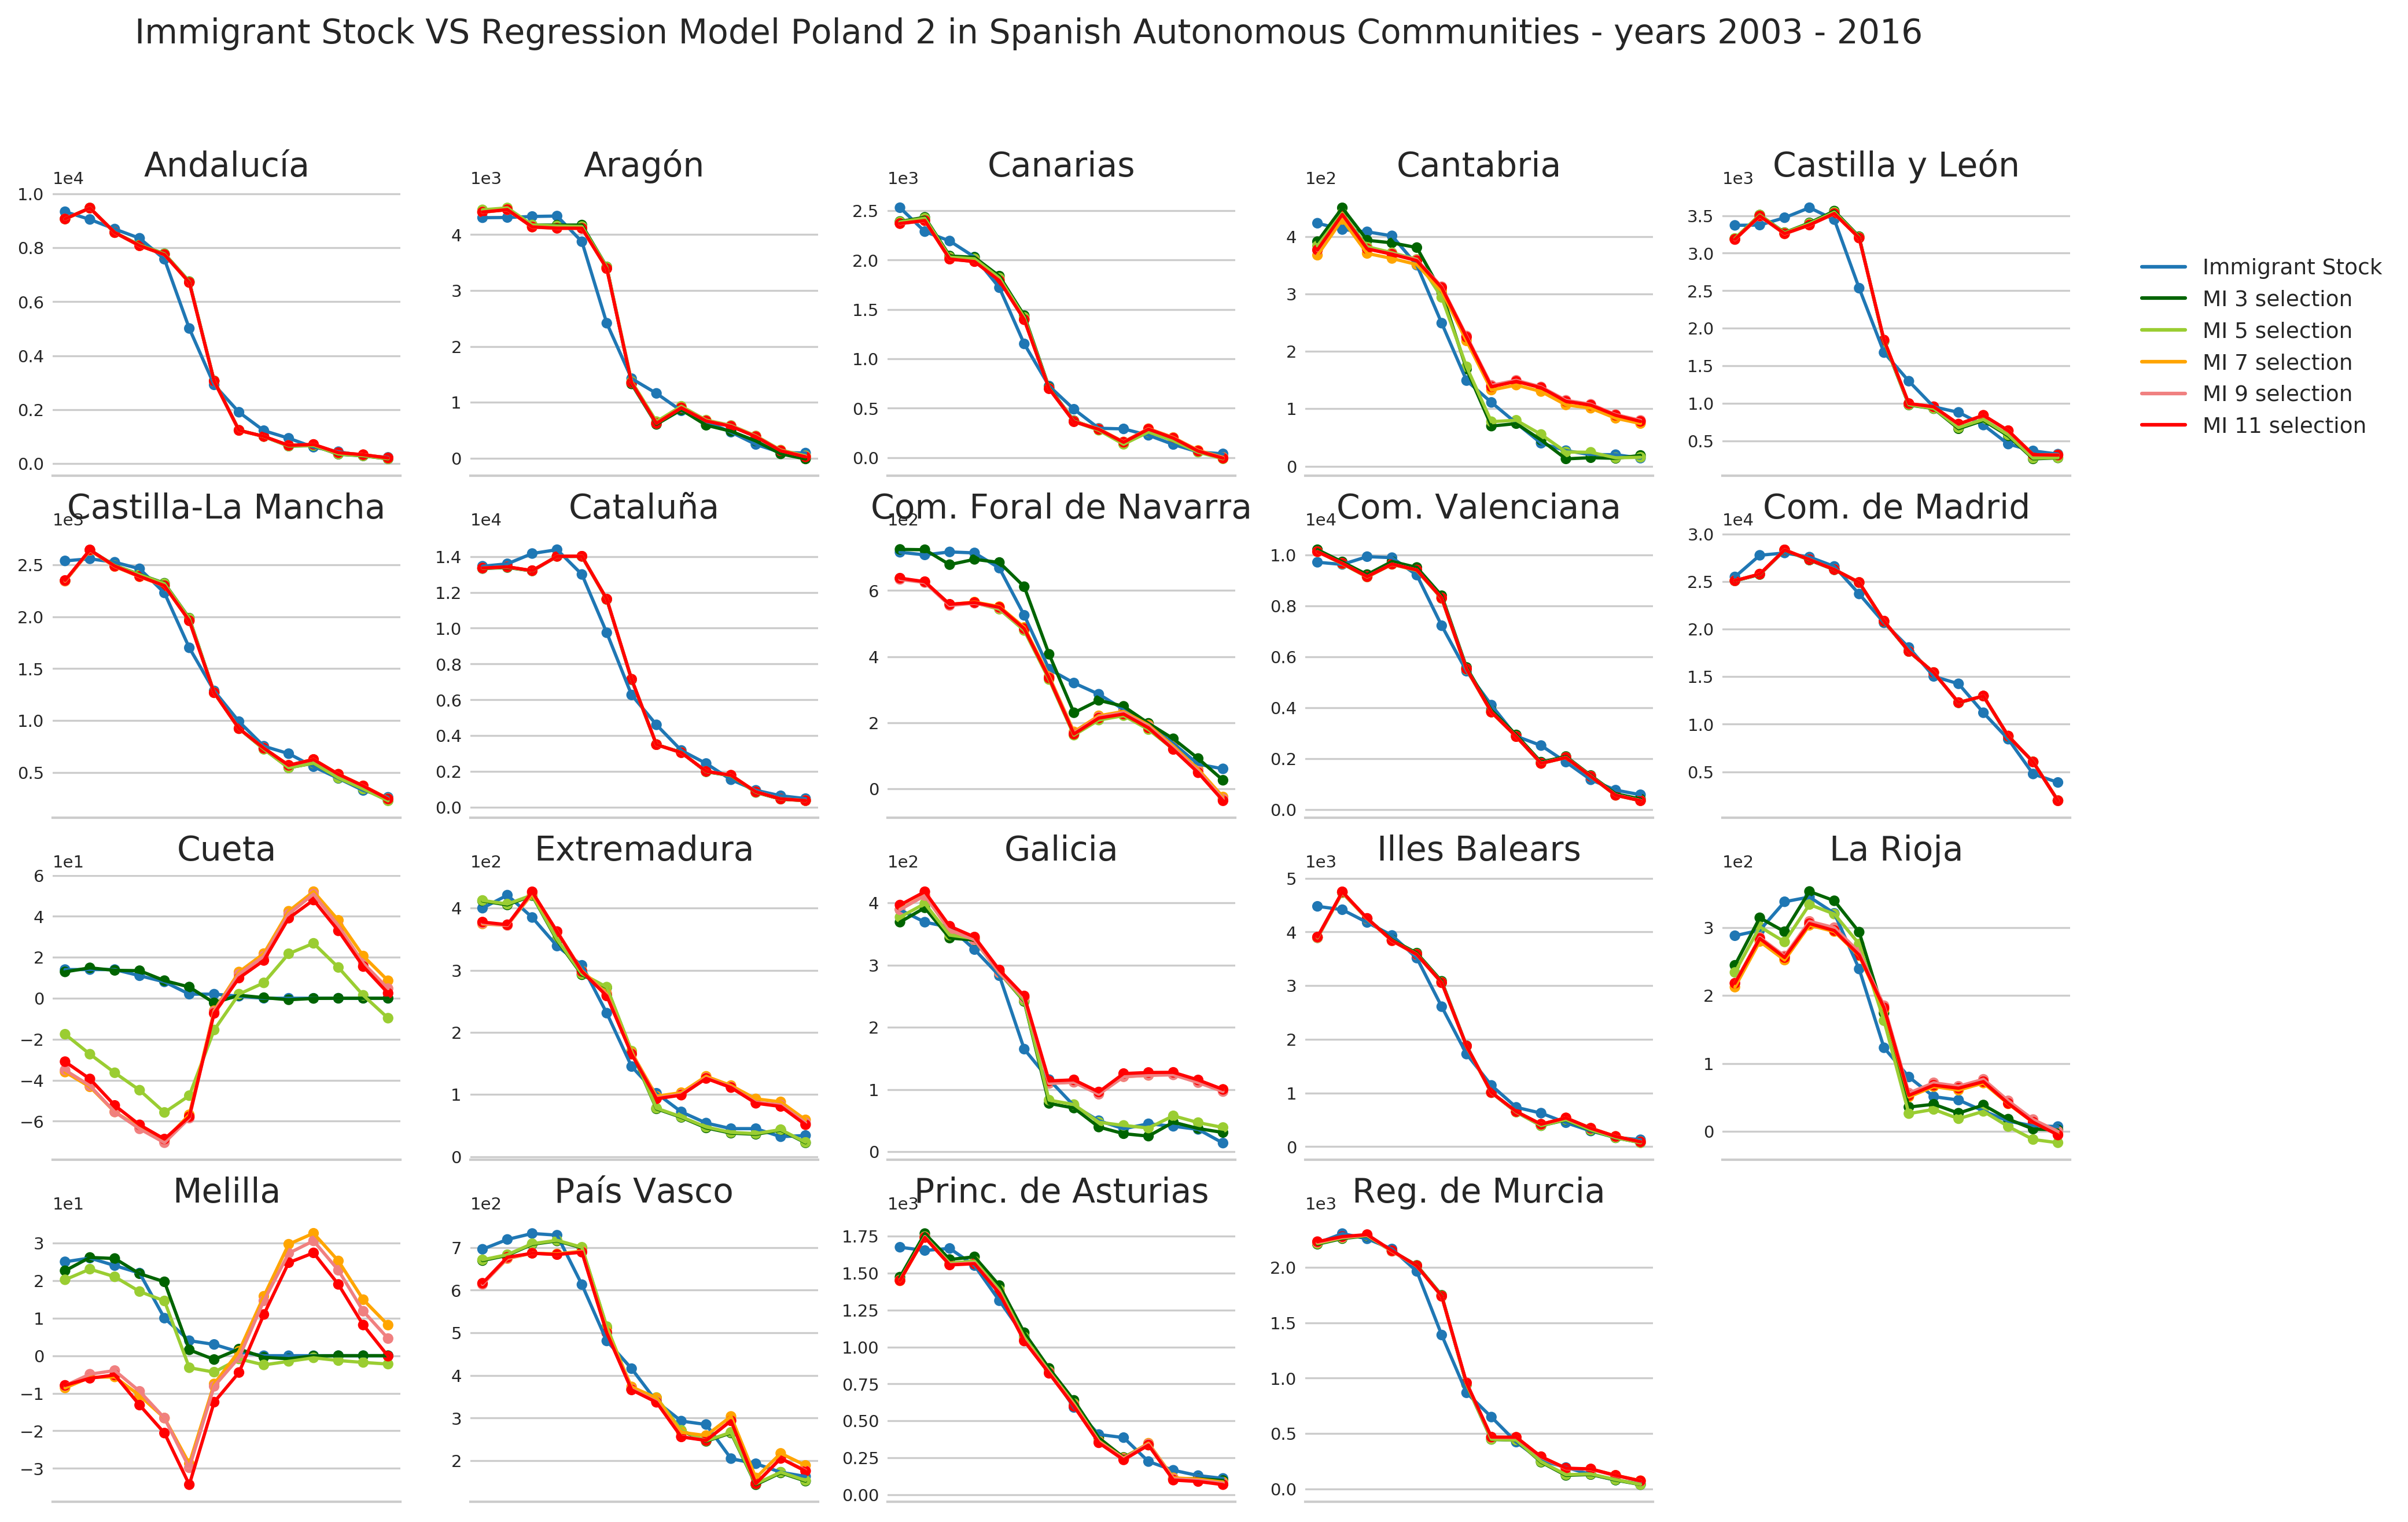 Immigrant Stock VS Regression Model Poland 2 in Spanish Autonomous Communities - years 2003 - 2016
Andalucía
1e4
1.0
0.8
0.6
0.4
0.2
0.0
Aragón
1e3
4
3
2
1
0
Canarias
1e3
2.5
2.0
1.5
1.0
0.5
0.0
Cantabria
1e2
4
3
2
1
0
Castilla y León
1e3
3.5
3.0
2.5
2.0
1.5
1.0
0.5
Immigrant Stock
MI 3 selection
MI 5 selection
MI 7 selection
MI 9 selection
MI 11 selection
Castilla-La Mancha
1e3
2.5
2.0
1.5
1.0
0.5
Cataluña
1e4
1.4
1.2
1.0
0.8
0.6
0.4
0.2
0.0
Com. Foral de Navarra
1e2
6
4
2
0
Com. Valenciana
1e4
1.0
0.8
0.6
0.4
0.2
0.0
Com. de Madrid
1e4
3.0
2.5
2.0
1.5
1.0
0.5
Cueta
1e1
6
4
2
0
−2
−4
−6
Extremadura
1e2
4
3
2
1
0
Galicia
1e2
4
3
2
1
0
Illes Balears
1e3
5
4
3
2
1
0
La Rioja
1e2
3
2
1
0
Melilla
1e1
3
2
1
0
−1
−2
−3
País Vasco
1e2
7
6
5
4
3
2
Princ. de Asturias
1e3
1.75
1.50
1.25
1.00
0.75
0.50
0.25
0.00
Reg. de Murcia
1e3
2.0
1.5
1.0
0.5
0.0